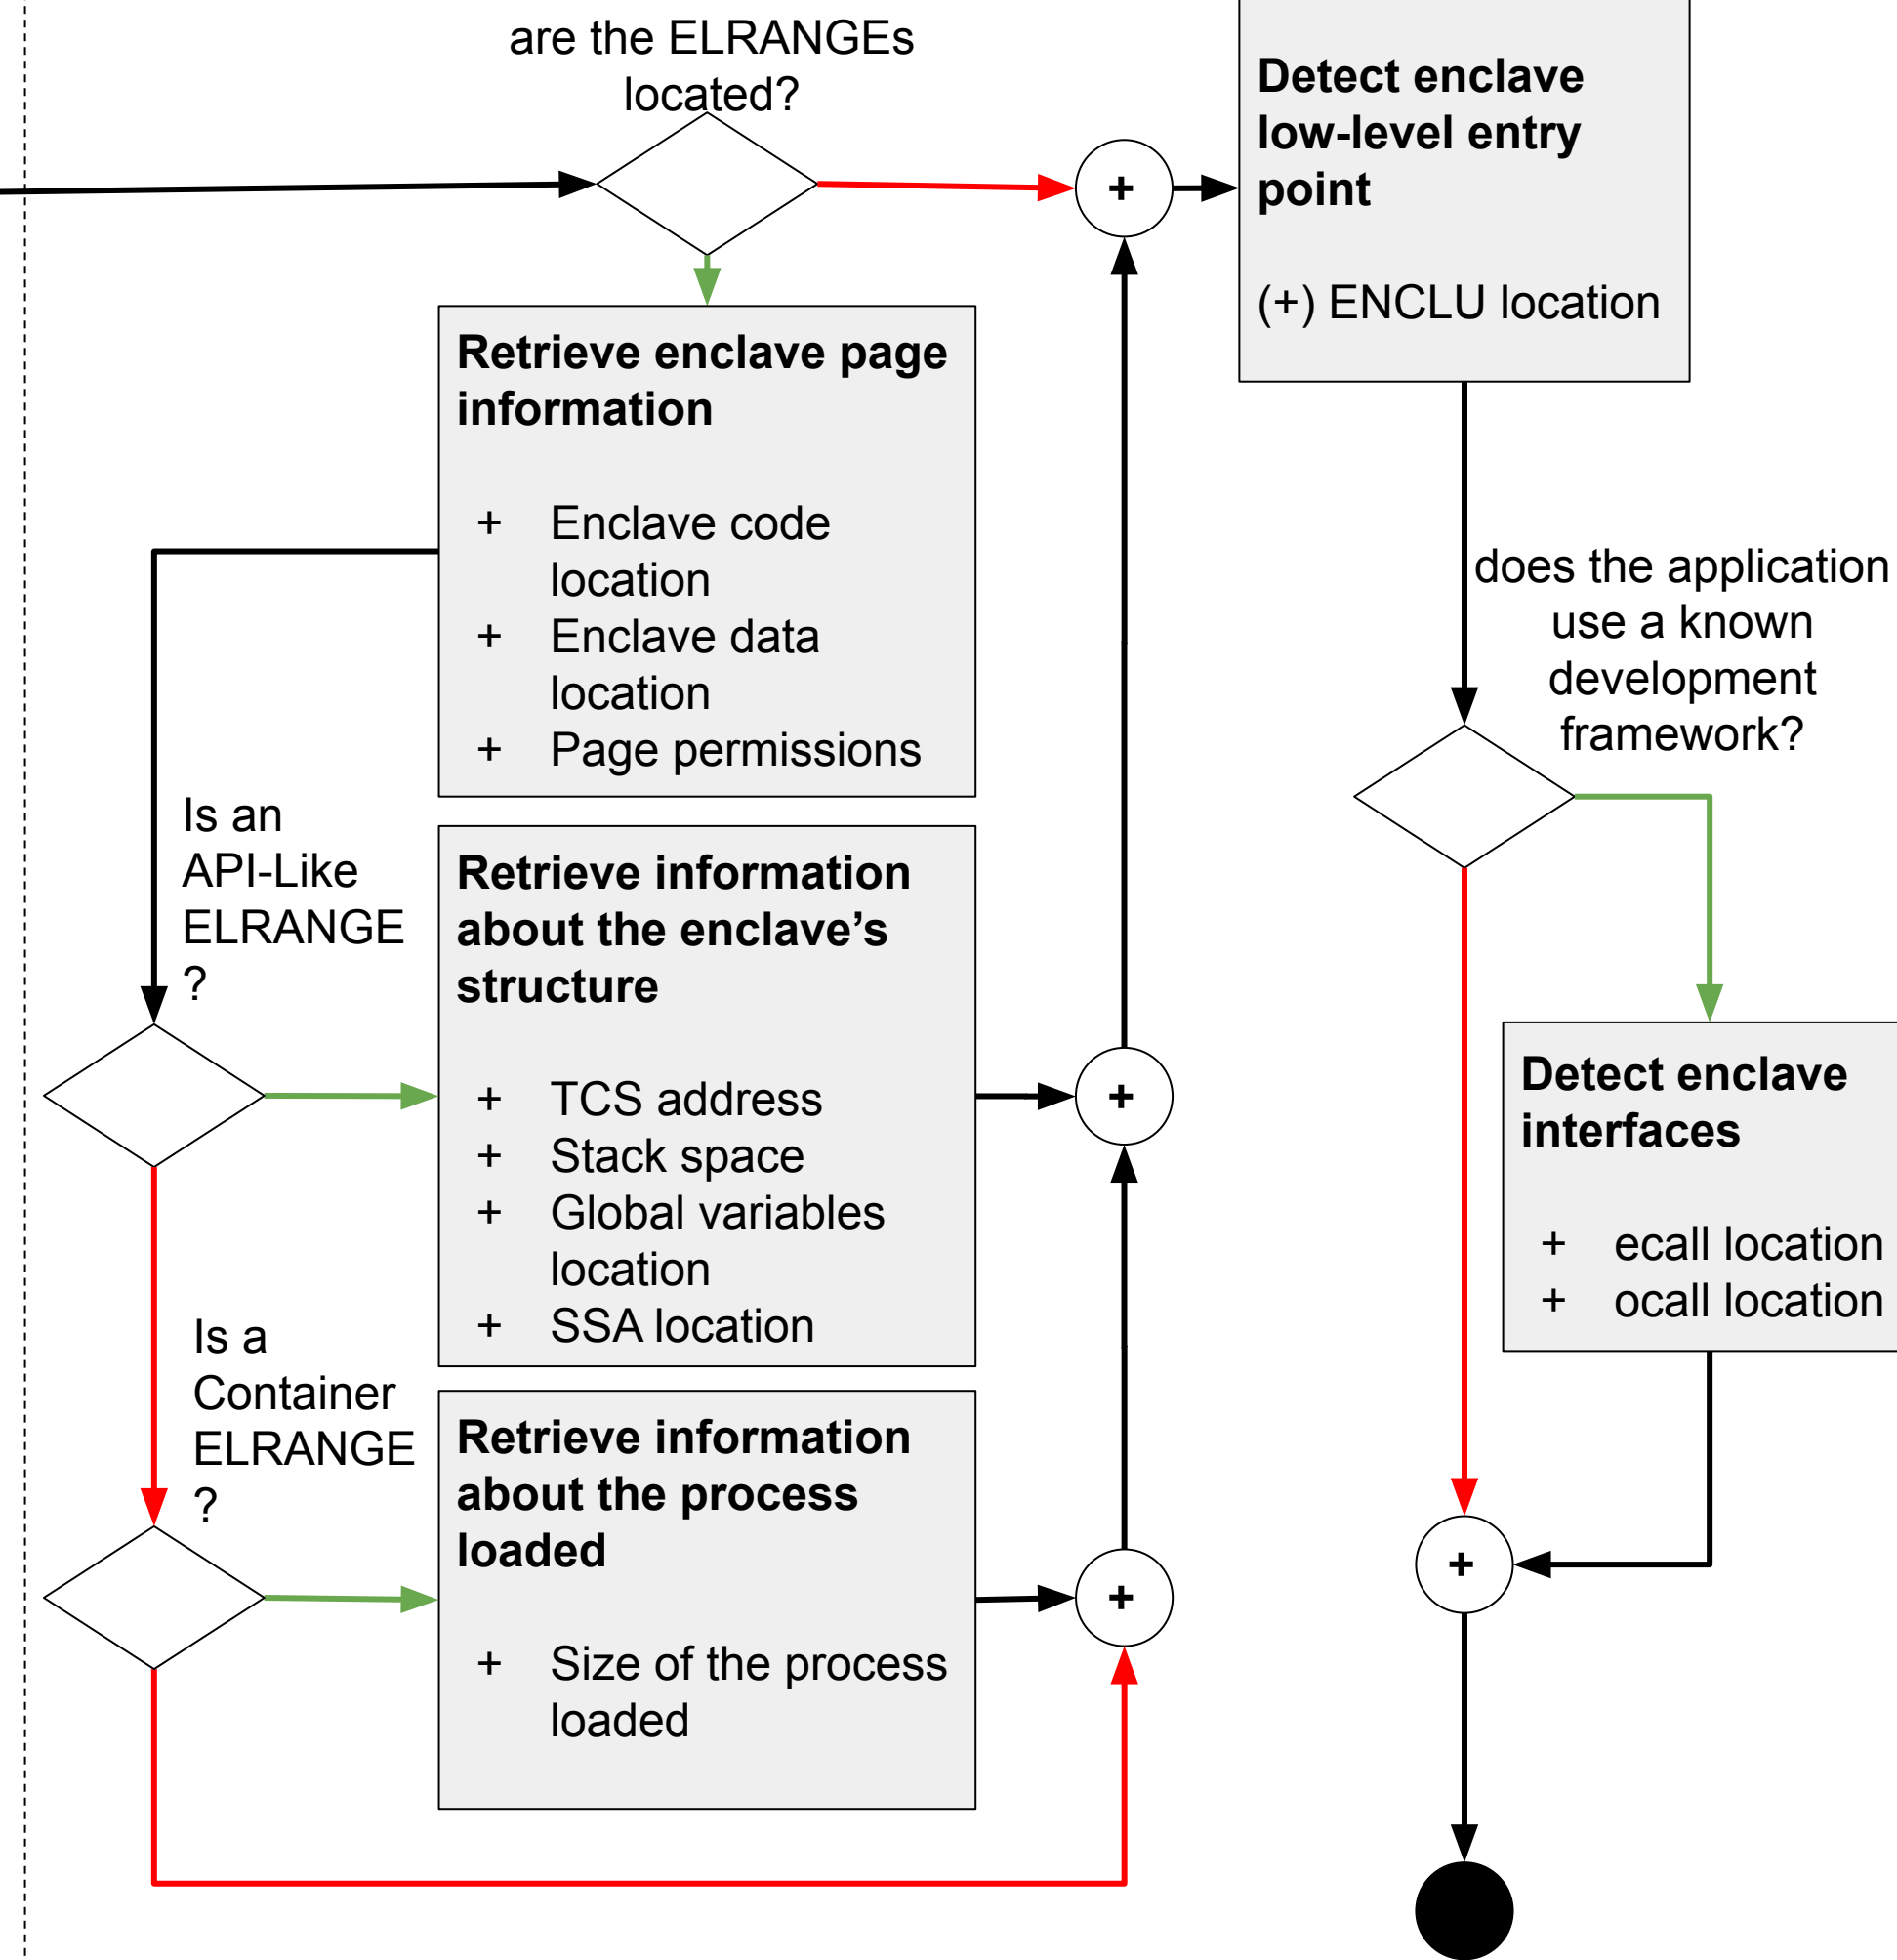 are the ELRANGEs
located?
+
Detect enclave
low-level entry
point
(+) ENCLU location
Retrieve enclave page
information
+ Enclave code
location
+ Enclave data
location
+ Page permissions
does the application
use a known
development
framework?
Is an
API-Like
ELRANGE
?
Retrieve information
about the enclave’s
structure
+ TCS address
+ Stack space
+ Global variables
location
+ SSA location
+
Detect enclave
interfaces
+ ecall location
+ ocall location
Is a
Container
ELRANGE
?
Retrieve information
about the process
loaded
+ Size of the process
loaded
+
+